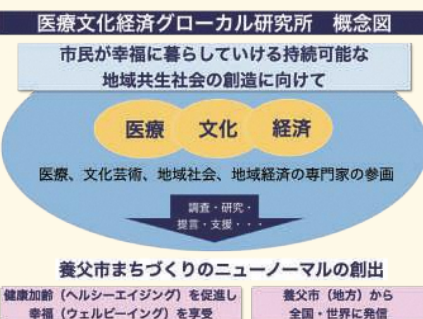 医療文化経済グローカル研究所　概念図
市民が幸福に暮らしていける持続可能な
地域共生社会の創造に向けて
医療　文化　経済
医療、文化芸術、地域社会、地域経済の専門家の参画
調査・研究・
提言・支援・・・
養父市まちづくりのニューノーマルの創出
健康加齢（ヘルシーエイジング）を促進し
幸福（ウェルビーイング）を享受
養父市（地方）から
全国・世界に発信